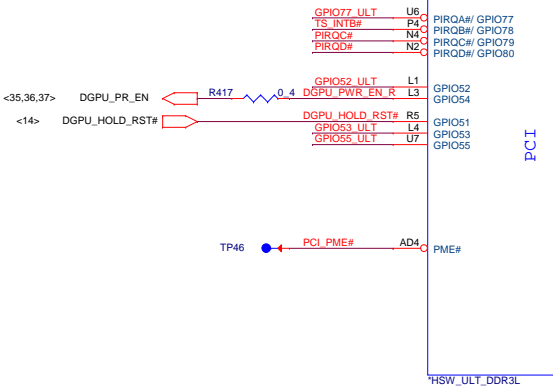 GPIO77_ULT U6 PIRQA#/ GPIO77
TS_INTB# P4 PIRQB#/ GPIO78
PIRQC# N4 PIRQC#/ GPIO79
PIRQD# N2 PIRQD#/ GPIO80
GPIO52_ULT L1 GPIO52
<35,36,37> DGPU_PR_EN R417 0_4 DGPU_PWR_EN_R L3 GPIO54
<14> DGPU_HOLD_RST# DGPU_HOLD_RST# R5 GPIO51
GPIO53_ULT L4 GPIO53
GPIO55_ULT U7 GPIO55
PCI
TP46 PCI_PME# AD4 PME#
*HSW_ULT_DDR3L